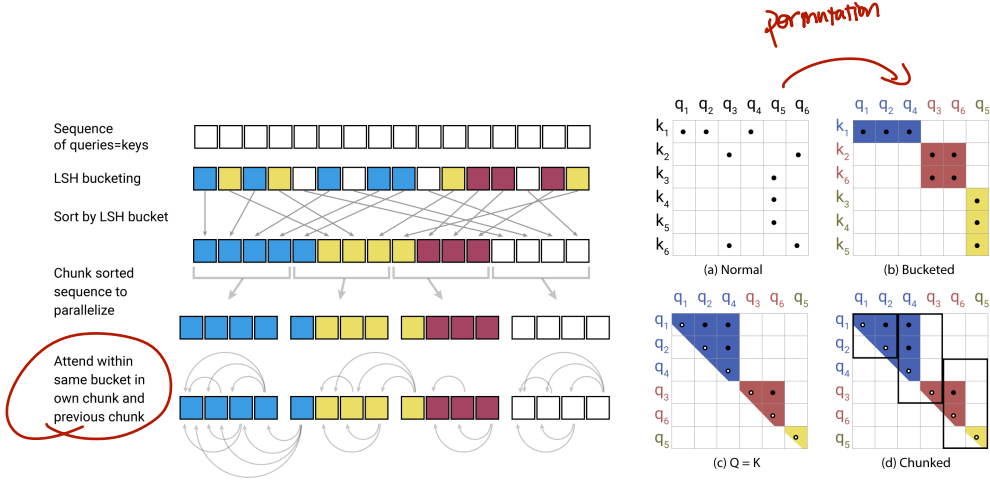 permutation
Sequence
of queries=keys
LSH bucketing
Sort by LSH bucket
Chunk sorted
sequence to
parallelize
Attend within
same bucket in
own chunk and
previous chunk
q1 q2 q3 q4 q5 q6
k1
k2
k3
k4
k5
k6
(a) Normal
q1 q2 q4 q3 q6 q5
k1
k2
k6
k3
k4
k5
(b) Bucketed
q1 q2 q4 q3 q6 q5
q1
q2
q4
q3
q6
q5
(c) Q = K
q1 q2 q4 q3 q6 q5
q1
q2
q4
q3
q6
q5
(d) Chunked